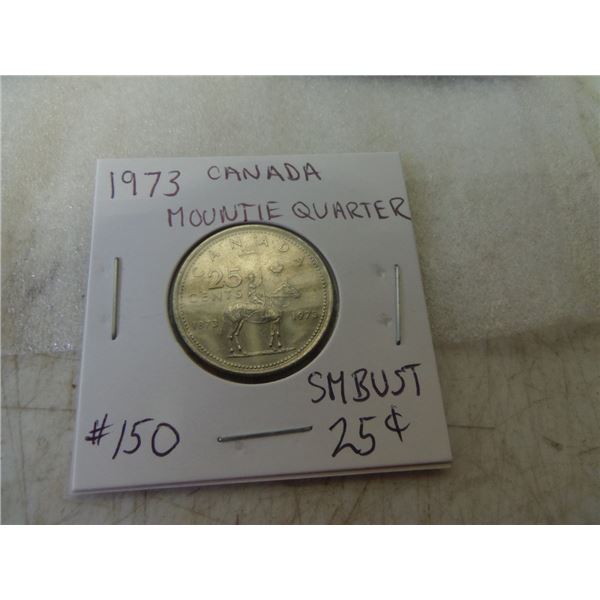 1973 CANADA
MOUNTIE QUARTER
CANADA
25
CENTS
1873 1973
SM BUST
#150
25¢